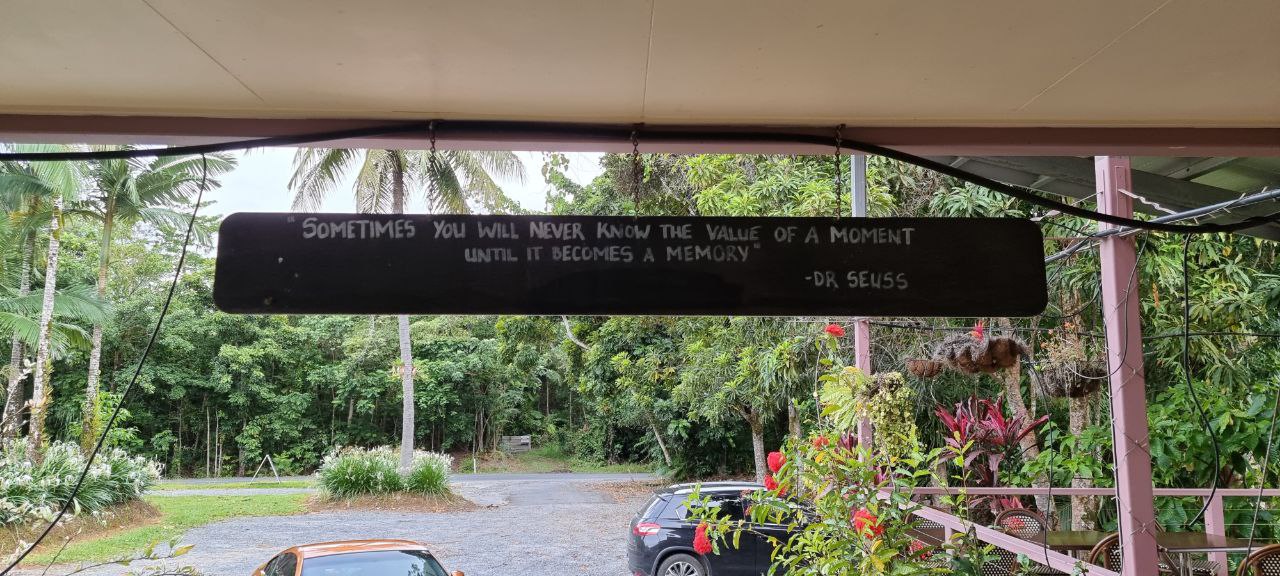 "SOMETIMES YOU WILL NEVER KNOW THE VALUE OF A MOMENT
UNTIL IT BECOMES A MEMORY"
-DR SEUSS